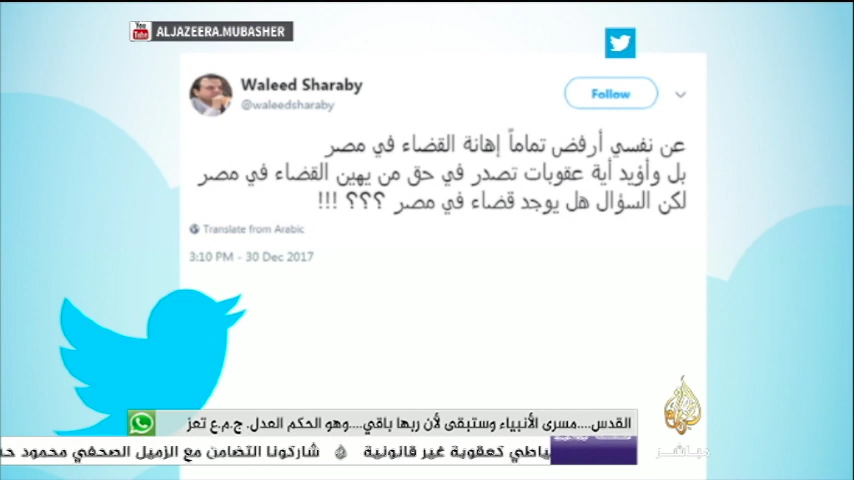 You Tube
ALJAZEERA.MUBASHER
Waleed Sharaby
@waleedsharaby
Follow
عن نفسي أرفض تماماً إهانة القضاء في مصر
بل وأؤيد أية عقوبات تصدر في حق من يهين القضاء في مصر
لكن السؤال هل يوجد قضاء في مصر ؟؟؟ !!!
Translate from Arabic
3:10 PM - 30 Dec 2017
القدس....مسرى الأنبياء وستبقى لأن ربها باقي....وهو الحكم العدل. ج.م.ع تعز
شاركونا التضامن مع الزميل الصحفي محمود
ياطي كعقوبة غير قانونية
مباشر